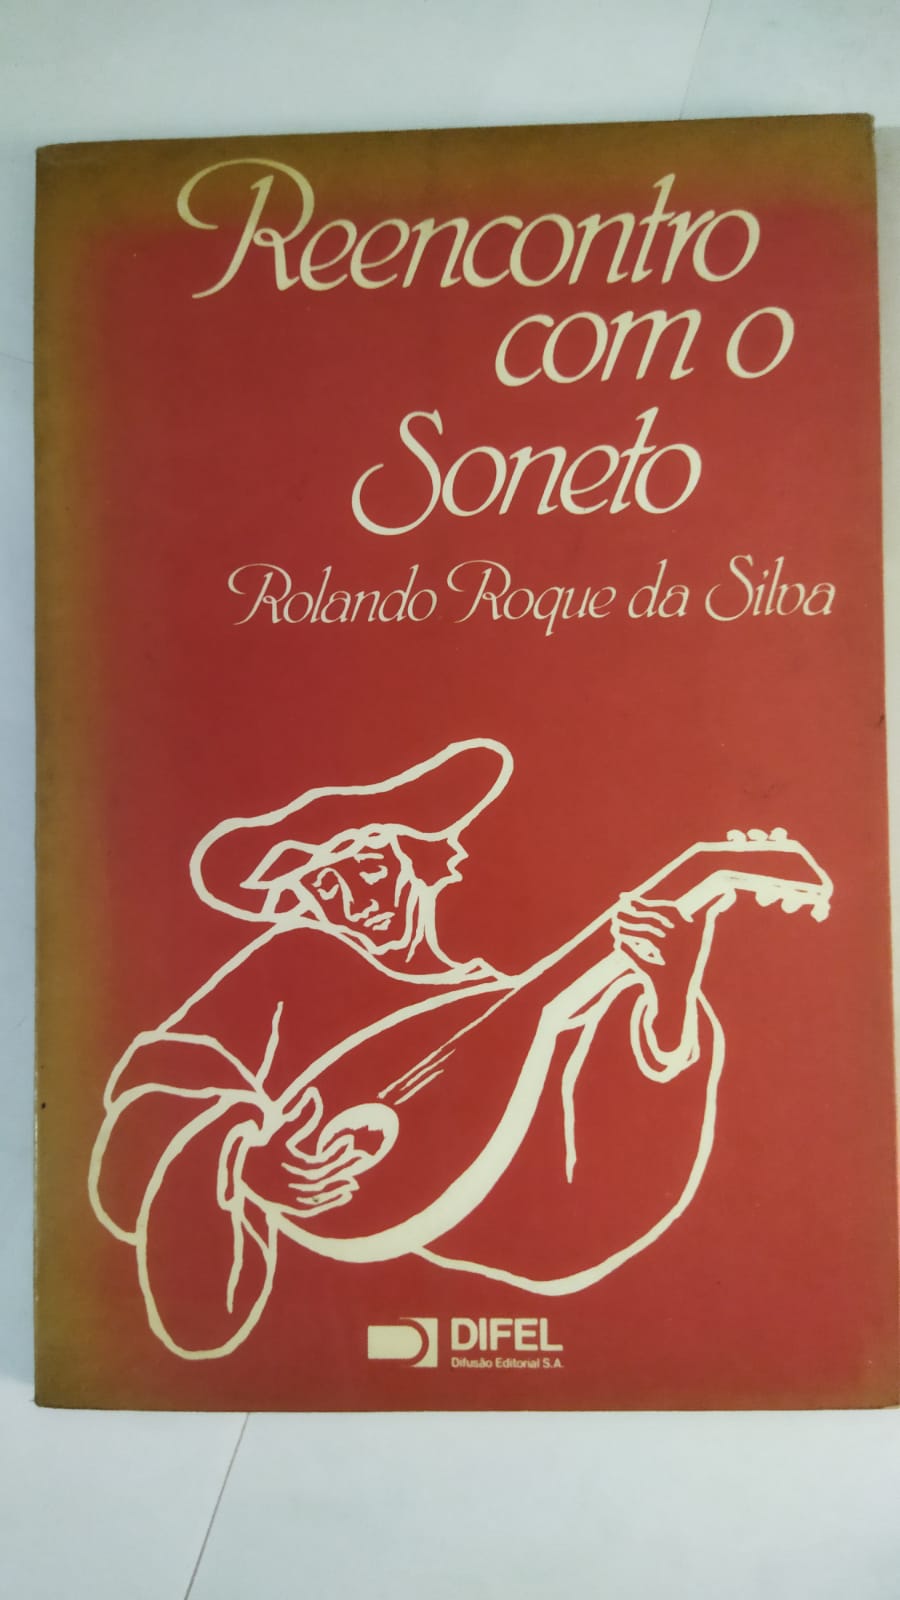 Reencontro
com o
Soneto
Rolando Roque da Silva
DIFEL
Difusão Editorial S.A.